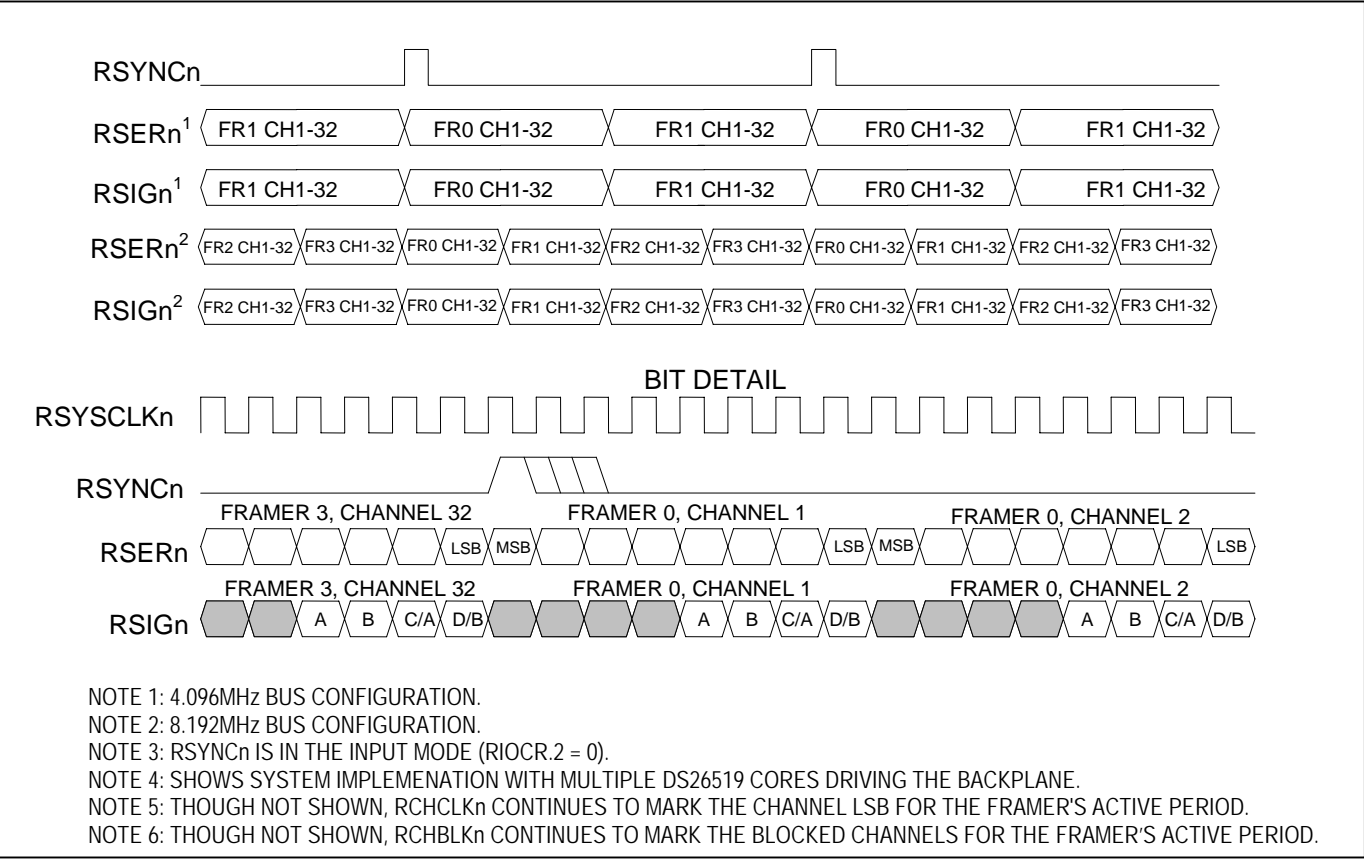 RSYNCn
RSERn1 FR1 CH1-32 FR0 CH1-32 FR1 CH1-32 FR0 CH1-32 FR1 CH1-32
RSIGn1 FR1 CH1-32 FR0 CH1-32 FR1 CH1-32 FR0 CH1-32 FR1 CH1-32
RSERn2 FR2 CH1-32 FR3 CH1-32 FR0 CH1-32 FR1 CH1-32 FR2 CH1-32 FR3 CH1-32 FR0 CH1-32 FR1 CH1-32 FR2 CH1-32 FR3 CH1-32
RSIGn2 FR2 CH1-32 FR3 CH1-32 FR0 CH1-32 FR1 CH1-32 FR2 CH1-32 FR3 CH1-32 FR0 CH1-32 FR1 CH1-32 FR2 CH1-32 FR3 CH1-32
BIT DETAIL
RSYSCLKn
RSYNCn
FRAMER 3, CHANNEL 32 FRAMER 0, CHANNEL 1 FRAMER 0, CHANNEL 2
RSERn LSB MSB LSB MSB LSB
FRAMER 3, CHANNEL 32 FRAMER 0, CHANNEL 1 FRAMER 0, CHANNEL 2
RSIGn A B C/A D/B A B C/A D/B A B C/A D/B
NOTE 1: 4.096MHz BUS CONFIGURATION.
NOTE 2: 8.192MHz BUS CONFIGURATION.
NOTE 3: RSYNCn IS IN THE INPUT MODE (RIOCR.2 = 0).
NOTE 4: SHOWS SYSTEM IMPLEMENATION WITH MULTIPLE DS26519 CORES DRIVING THE BACKPLANE.
NOTE 5: THOUGH NOT SHOWN, RCHCLKn CONTINUES TO MARK THE CHANNEL LSB FOR THE FRAMER'S ACTIVE PERIOD.
NOTE 6: THOUGH NOT SHOWN, RCHBLKn CONTINUES TO MARK THE BLOCKED CHANNELS FOR THE FRAMER’S ACTIVE PERIOD.